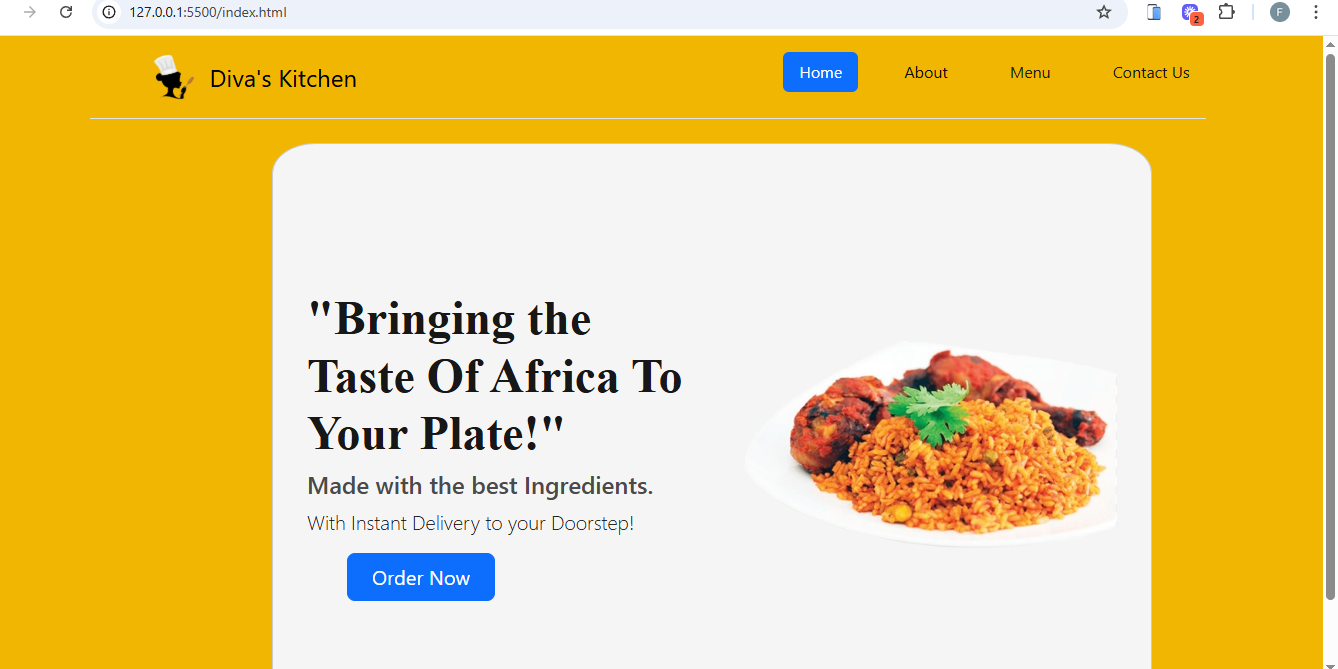 127.0.0.1:5500/index.html
2
F
Diva's Kitchen
Home
About
Menu
Contact Us
"Bringing the
Taste Of Africa To
Your Plate!"
Made with the best Ingredients.
With Instant Delivery to your Doorstep!
Order Now